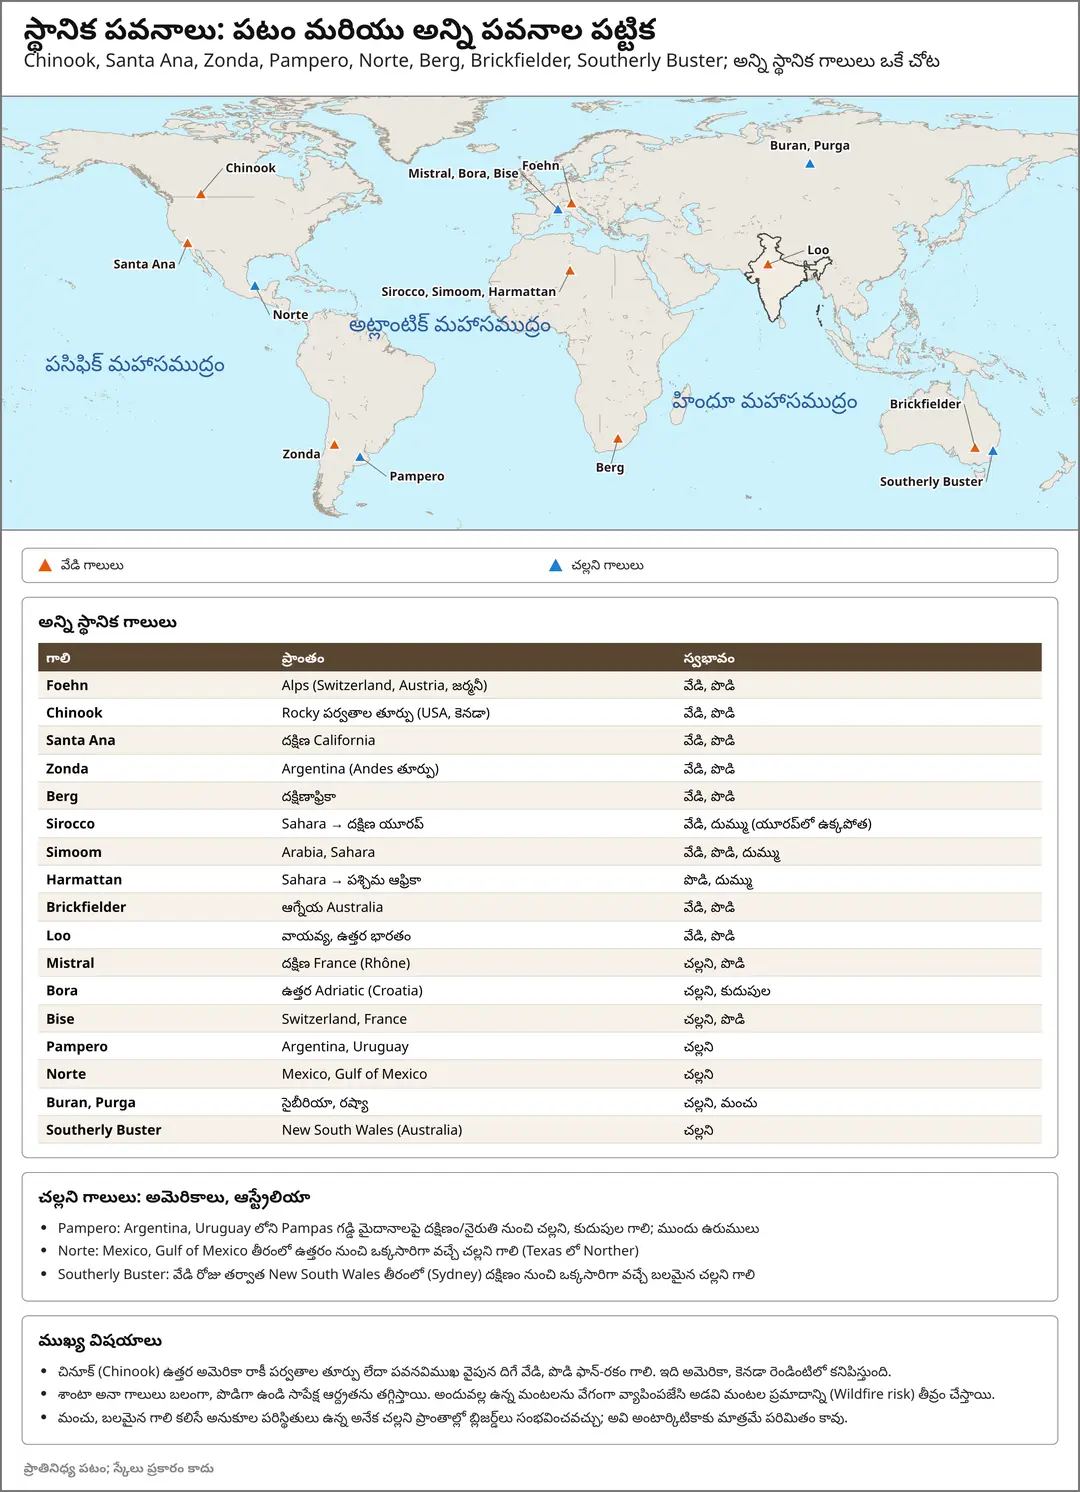 స్థానిక పవనాలు: పటం మరియు అన్ని పవనాల పట్టిక
Chinook, Santa Ana, Zonda, Pampero, Norte, Berg, Brickfielder, Southerly Buster; అన్ని స్థానిక గాలులు ఒకే చోట
Buran, Purga
Foehn
Chinook
Mistral, Bora, Bise
Loo
Santa Ana
Sirocco, Simoom, Harmattan
Norte
అట్లాంటిక్ మహాసముద్రం
పసిఫిక్ మహాసముద్రం
హిందూ మహాసముద్రం
Brickfielder
Zonda
Berg
Pampero
Southerly Buster
వేడి గాలులు
చల్లని గాలులు
అన్ని స్థానిక గాలులు
గాలి ప్రాంతం స్వభావం
Foehn Alps (Switzerland, Austria, జర్మనీ) వేడి, పొడి
Chinook Rocky పర్వతాల తూర్పు (USA, కెనడా) వేడి, పొడి
Santa Ana దక్షిణ California వేడి, పొడి
Zonda Argentina (Andes తూర్పు) వేడి, పొడి
Berg దక్షిణాఫ్రికా వేడి, పొడి
Sirocco Sahara → దక్షిణ యూరప్ వేడి, దుమ్ము (యూరప్‌లో ఉక్కపోత)
Simoom Arabia, Sahara వేడి, పొడి, దుమ్ము
Harmattan Sahara → పశ్చిమ ఆఫ్రికా పొడి, దుమ్ము
Brickfielder ఆగ్నేయ Australia వేడి, పొడి
Loo వాయవ్య, ఉత్తర భారతం వేడి, పొడి
Mistral దక్షిణ France (Rhône) చల్లని, పొడి
Bora ఉత్తర Adriatic (Croatia) చల్లని, కుదుపుల
Bise Switzerland, France చల్లని, పొడి
Pampero Argentina, Uruguay చల్లని
Norte Mexico, Gulf of Mexico చల్లని
Buran, Purga సైబీరియా, రష్యా చల్లని, మంచు
Southerly Buster New South Wales (Australia) చల్లని
చల్లని గాలులు: అమెరికాలు, ఆస్ట్రేలియా
• Pampero: Argentina, Uruguay లోని Pampas గడ్డి మైదానాలపై దక్షిణం/నైరుతి నుంచి చల్లని, కుదుపుల గాలి; ముందు ఉరుములు
• Norte: Mexico, Gulf of Mexico తీరంలో ఉత్తరం నుంచి ఒక్కసారిగా వచ్చే చల్లని గాలి (Texas లో Norther)
• Southerly Buster: వేడి రోజు తర్వాత New South Wales తీరంలో (Sydney) దక్షిణం నుంచి ఒక్కసారిగా వచ్చే బలమైన చల్లని గాలి
ముఖ్య విషయాలు
• చినూక్ (Chinook) ఉత్తర అమెరికా రాకీ పర్వతాల తూర్పు లేదా పవనవిముఖ వైపున దిగే వేడి, పొడి ఫాన్-రకం గాలి. ఇది అమెరికా, కెనడా రెండింటిలో కనిపిస్తుంది.
• శాంటా అనా గాలులు బలంగా, పొడిగా ఉండి సాపేక్ష ఆర్ద్రతను తగ్గిస్తాయి. అందువల్ల ఉన్న మంటలను వేగంగా వ్యాపింపజేసి అడవి మంటల ప్రమాదాన్ని (Wildfire risk) తీవ్రం చేస్తాయి.
• మంచు, బలమైన గాలి కలిసే అనుకూల పరిస్థితులు ఉన్న అనేక చల్లని ప్రాంతాల్లో బ్లిజర్డ్‌లు సంభవించవచ్చు; అవి అంటార్కిటికాకు మాత్రమే పరిమితం కావు.
ప్రాతినిధ్య పటం; స్కేలు ప్రకారం కాదు